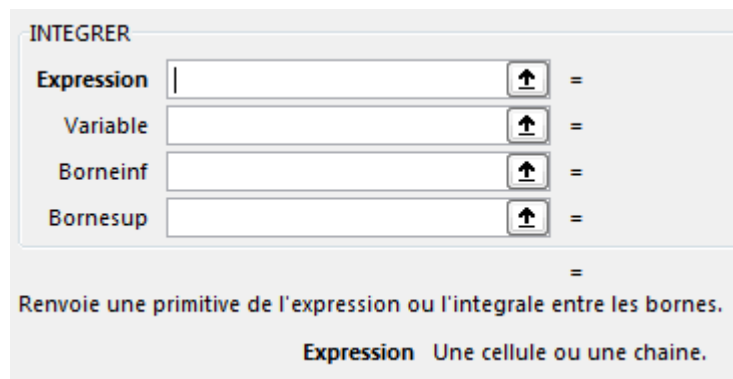 INTEGRER
Expression =
Variable =
Borneinf =
Bornesup =
=
Renvoie une primitive de l'expression ou l'integrale entre les bornes.
Expression Une cellule ou une chaine.